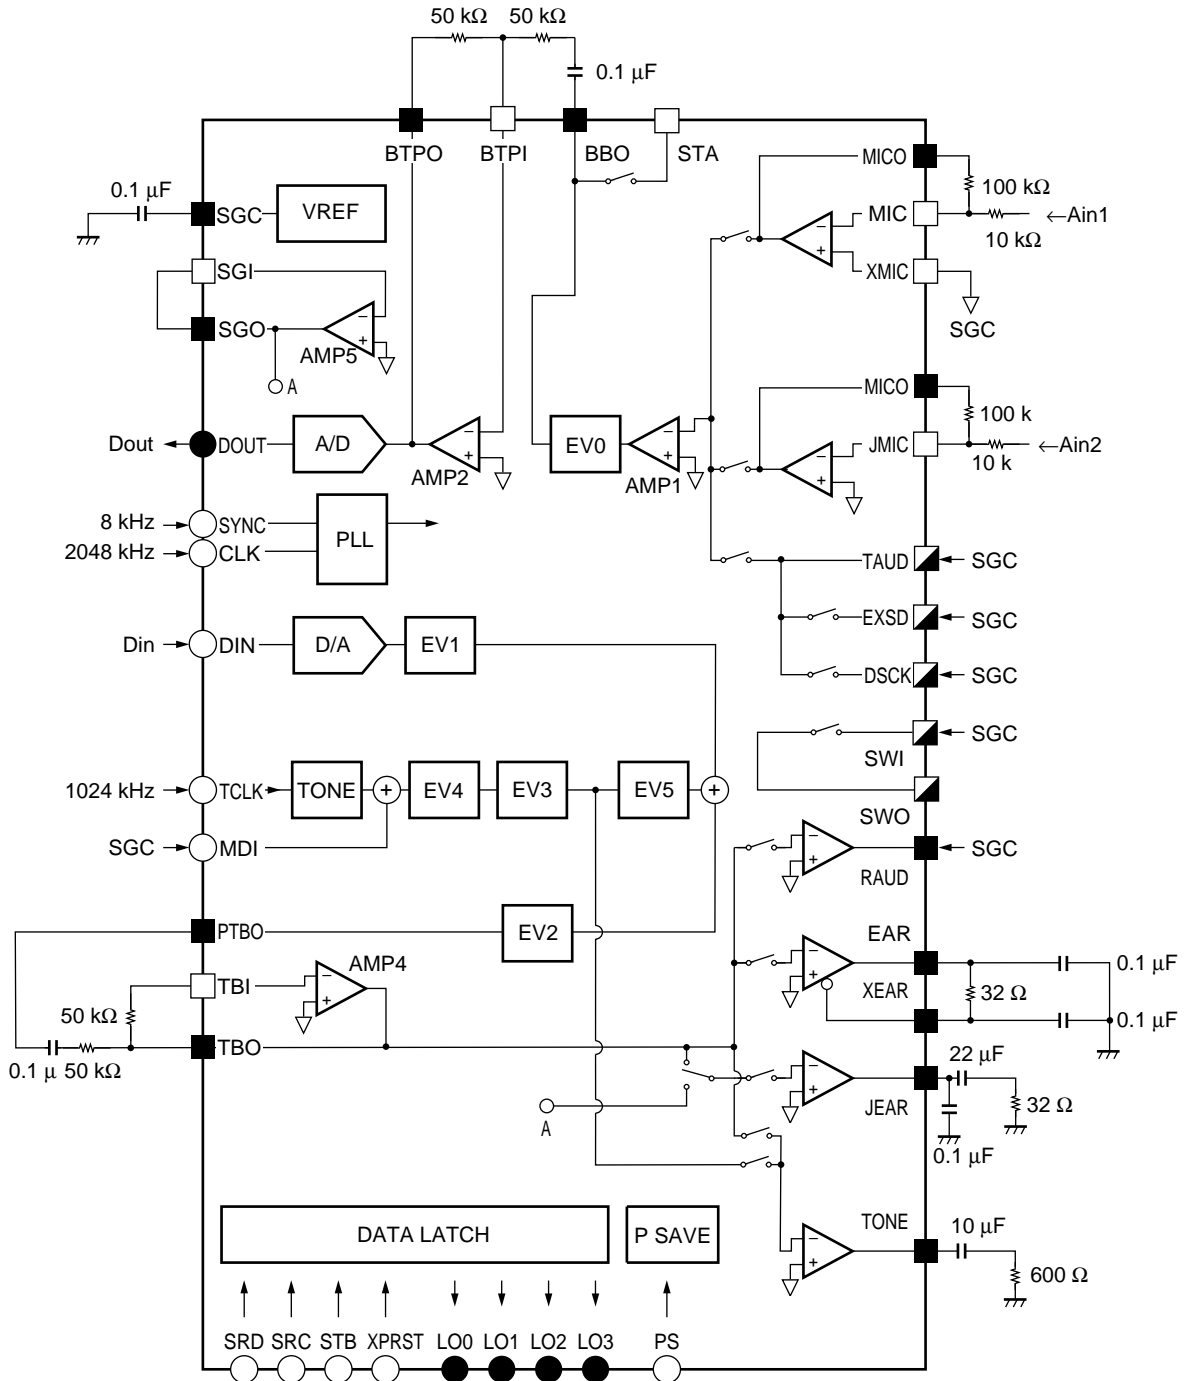 50 kΩ 50 kΩ
0.1 μF
BTPO BTPI BBO STA
MICO
100 kΩ
0.1 μF
SGC VREF
MIC ←Ain1
10 kΩ
SGI
XMIC
SGC
SGO
AMP5
A
MICO
100 k
Dout DOUT A/D
AMP2
EV0
AMP1
JMIC ←Ain2
10 k
8 kHz SYNC
PLL
2048 kHz CLK
TAUD SGC
EXSD SGC
Din DIN D/A EV1
DSCK SGC
SGC
SWI
1024 kHz TCLK TONE + EV4 EV3 EV5 +
SWO
SGC MDI
SGC
RAUD
PTBO EV2
EAR
AMP4
0.1 μF
TBI
XEAR 32 Ω
50 kΩ
0.1 μF
TBO
0.1 μ 50 kΩ
22 μF
JEAR 32 Ω
A
0.1 μF
TONE 10 μF
DATA LATCH P SAVE
600 Ω
SRD SRC STB XPRST LO0 LO1 LO2 LO3 PS